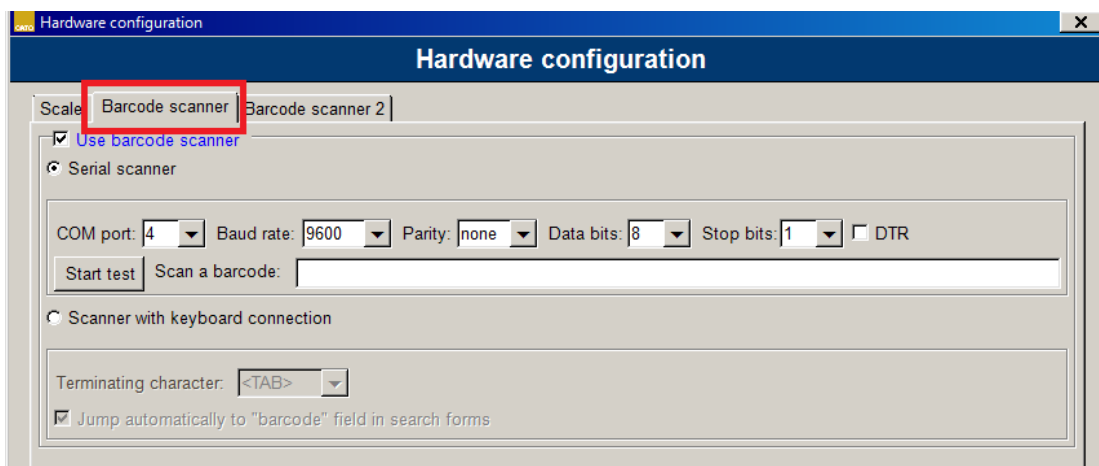 CATO Hardware configuration
Hardware configuration
Scale Barcode scanner Barcode scanner 2
Use barcode scanner
Serial scanner
COM port: 4 Baud rate: 9600 Parity: none Data bits: 8 Stop bits: 1 DTR
Start test Scan a barcode:
Scanner with keyboard connection
Terminating character: <TAB>
Jump automatically to "barcode" field in search forms